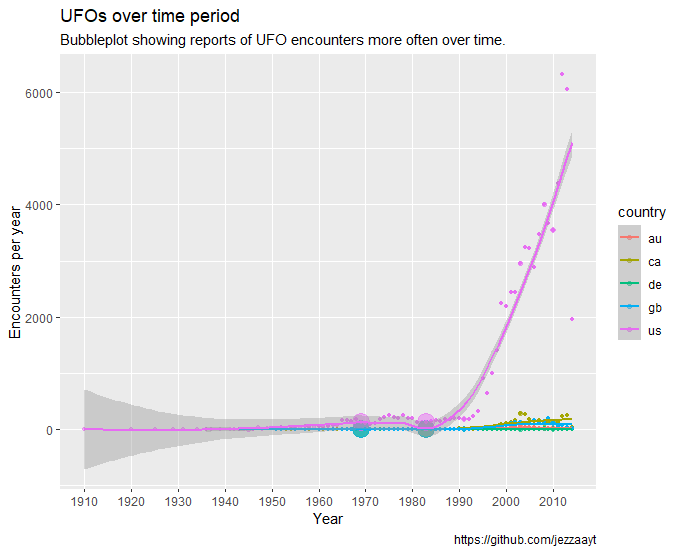 UFOs over time period
Bubbleplot showing reports of UFO encounters more often over time.
6000
4000
2000
0
Encounters per year
1910 1920 1930 1940 1950 1960 1970 1980 1990 2000 2010
Year
country
au
ca
de
gb
us
https://github.com/jezzaayt